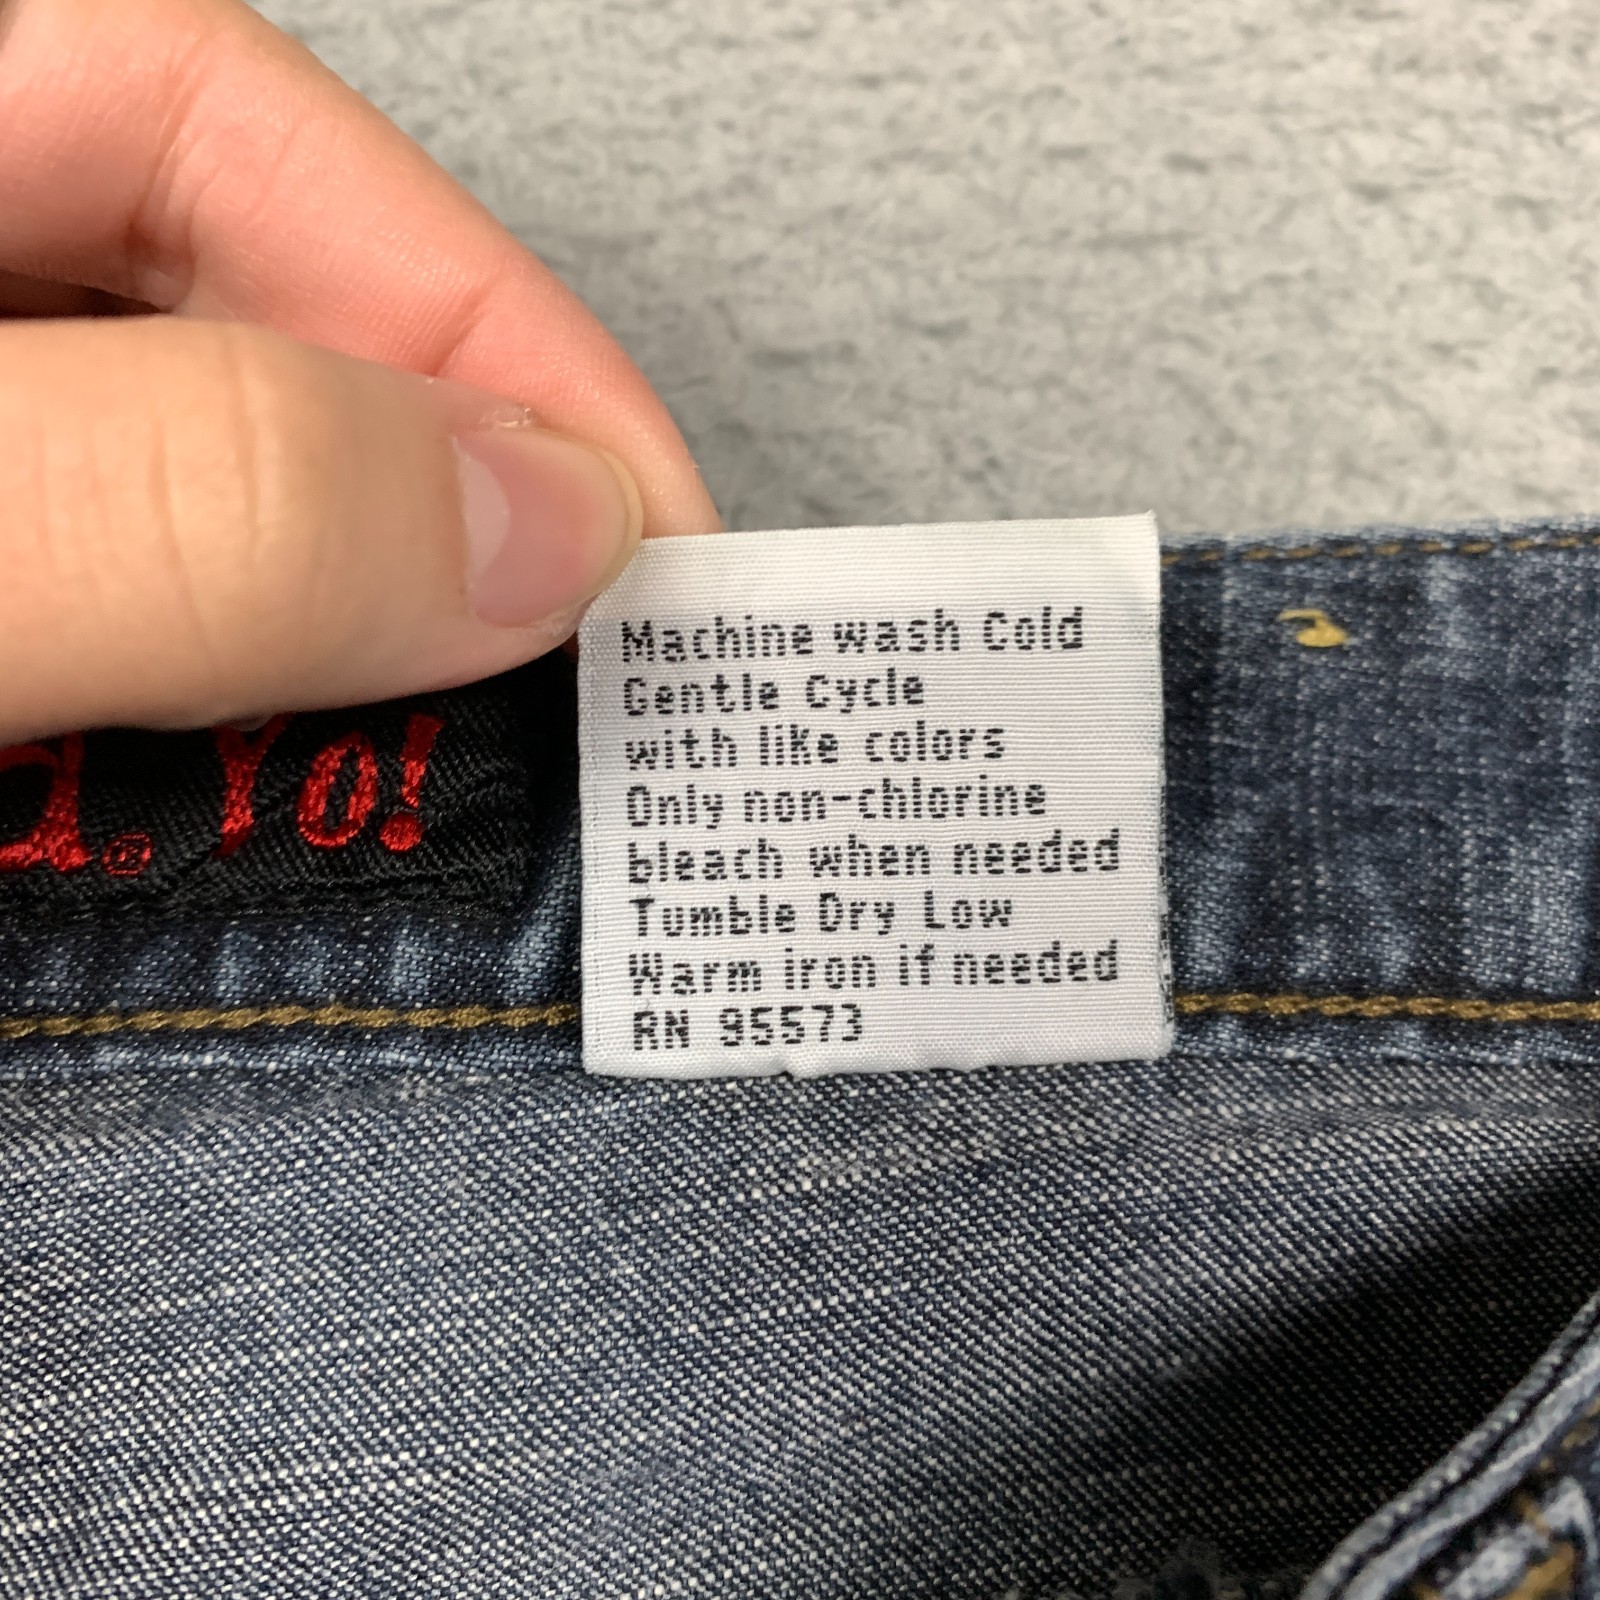 d.® Yo!
Machine wash Cold
Gentle Cycle
with like colors
Only non-chlorine
bleach when needed
Tumble Dry Low
Warm iron if needed
RN 95573